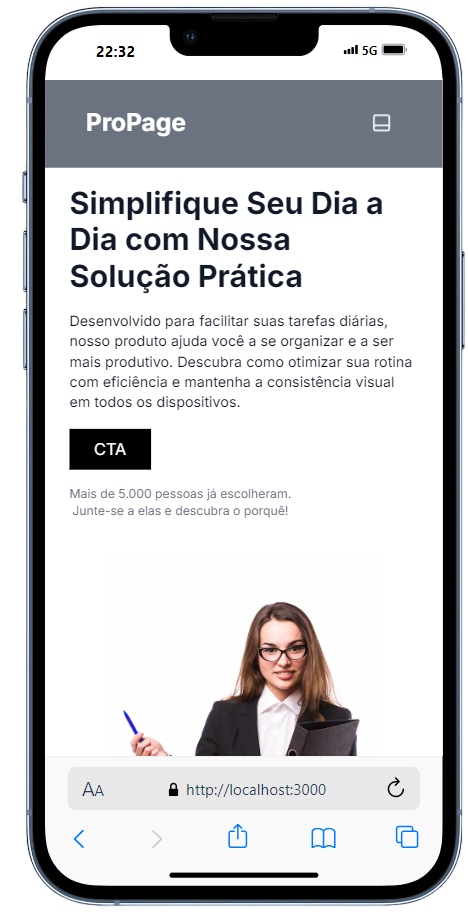 22:32
5G
ProPage
Simplifique Seu Dia a
Dia com Nossa
Solução Prática
Desenvolvido para facilitar suas tarefas diárias,
nosso produto ajuda você a se organizar e a ser
mais produtivo. Descubra como otimizar sua rotina
com eficiência e mantenha a consistência visual
em todos os dispositivos.
CTA
Mais de 5.000 pessoas já escolheram.
Junte-se a elas e descubra o porquê!
AA
http://localhost:3000